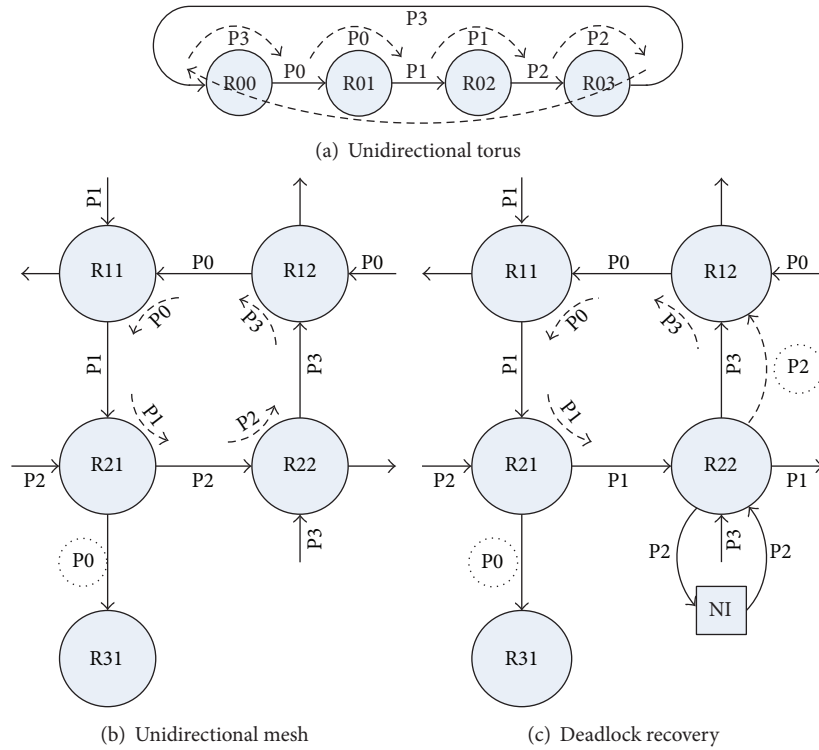 P3
P3 P0 P1 P2
R00 P0 R01 P1 R02 P2 R03
(a) Unidirectional torus
P1
R11 P0 R12 P0
P0 P3
P1 P3
P1 P2
P2 R21 P2 R22
P0 P3
R31
(b) Unidirectional mesh
P1
R11 P0 R12 P0
P0 P3
P1 P3 P2
P1
P2 R21 P1 R22 P1
P0 P2 P3 P2
NI
R31
(c) Deadlock recovery